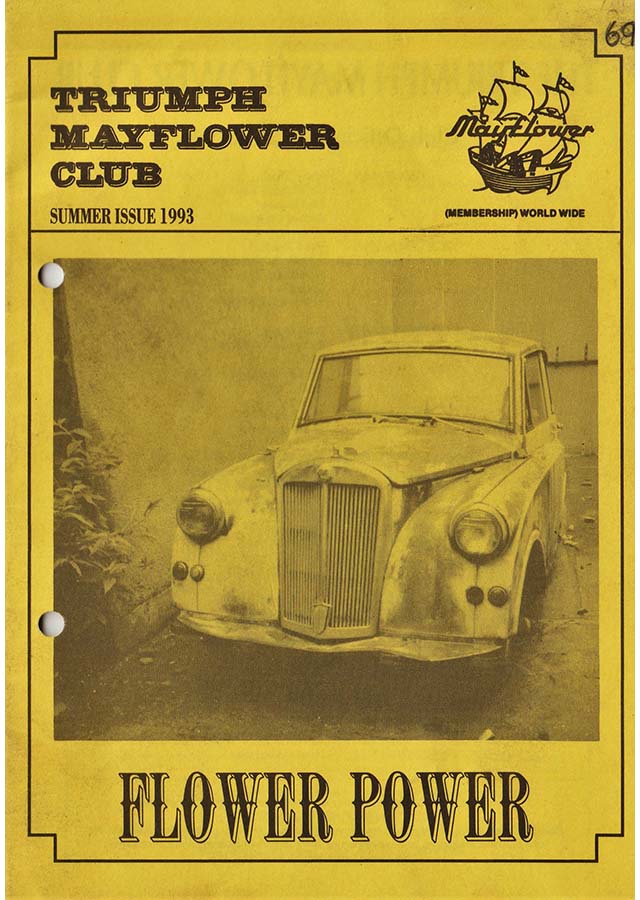 69
TRIUMPH
MAYFLOWER
CLUB
SUMMER ISSUE 1993
Mayflower
(MEMBERSHIP) WORLD WIDE
FLOWER POWER